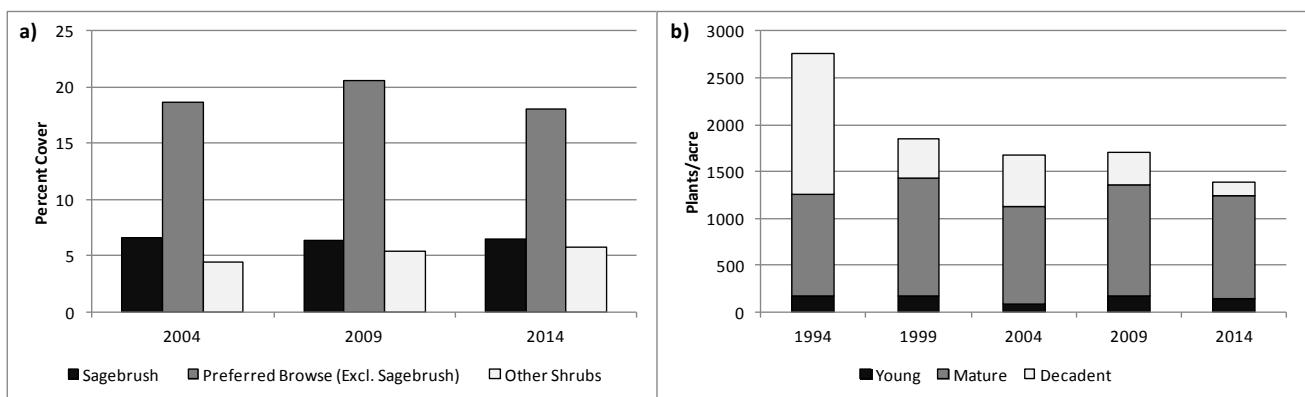 a)
Percent Cover
25
20
15
10
5
0
2004 2009 2014
Sagebrush Preferred Browse (Excl. Sagebrush) Other Shrubs
b)
Plants/acre
3000
2500
2000
1500
1000
500
0
1994 1999 2004 2009 2014
Young Mature Decadent